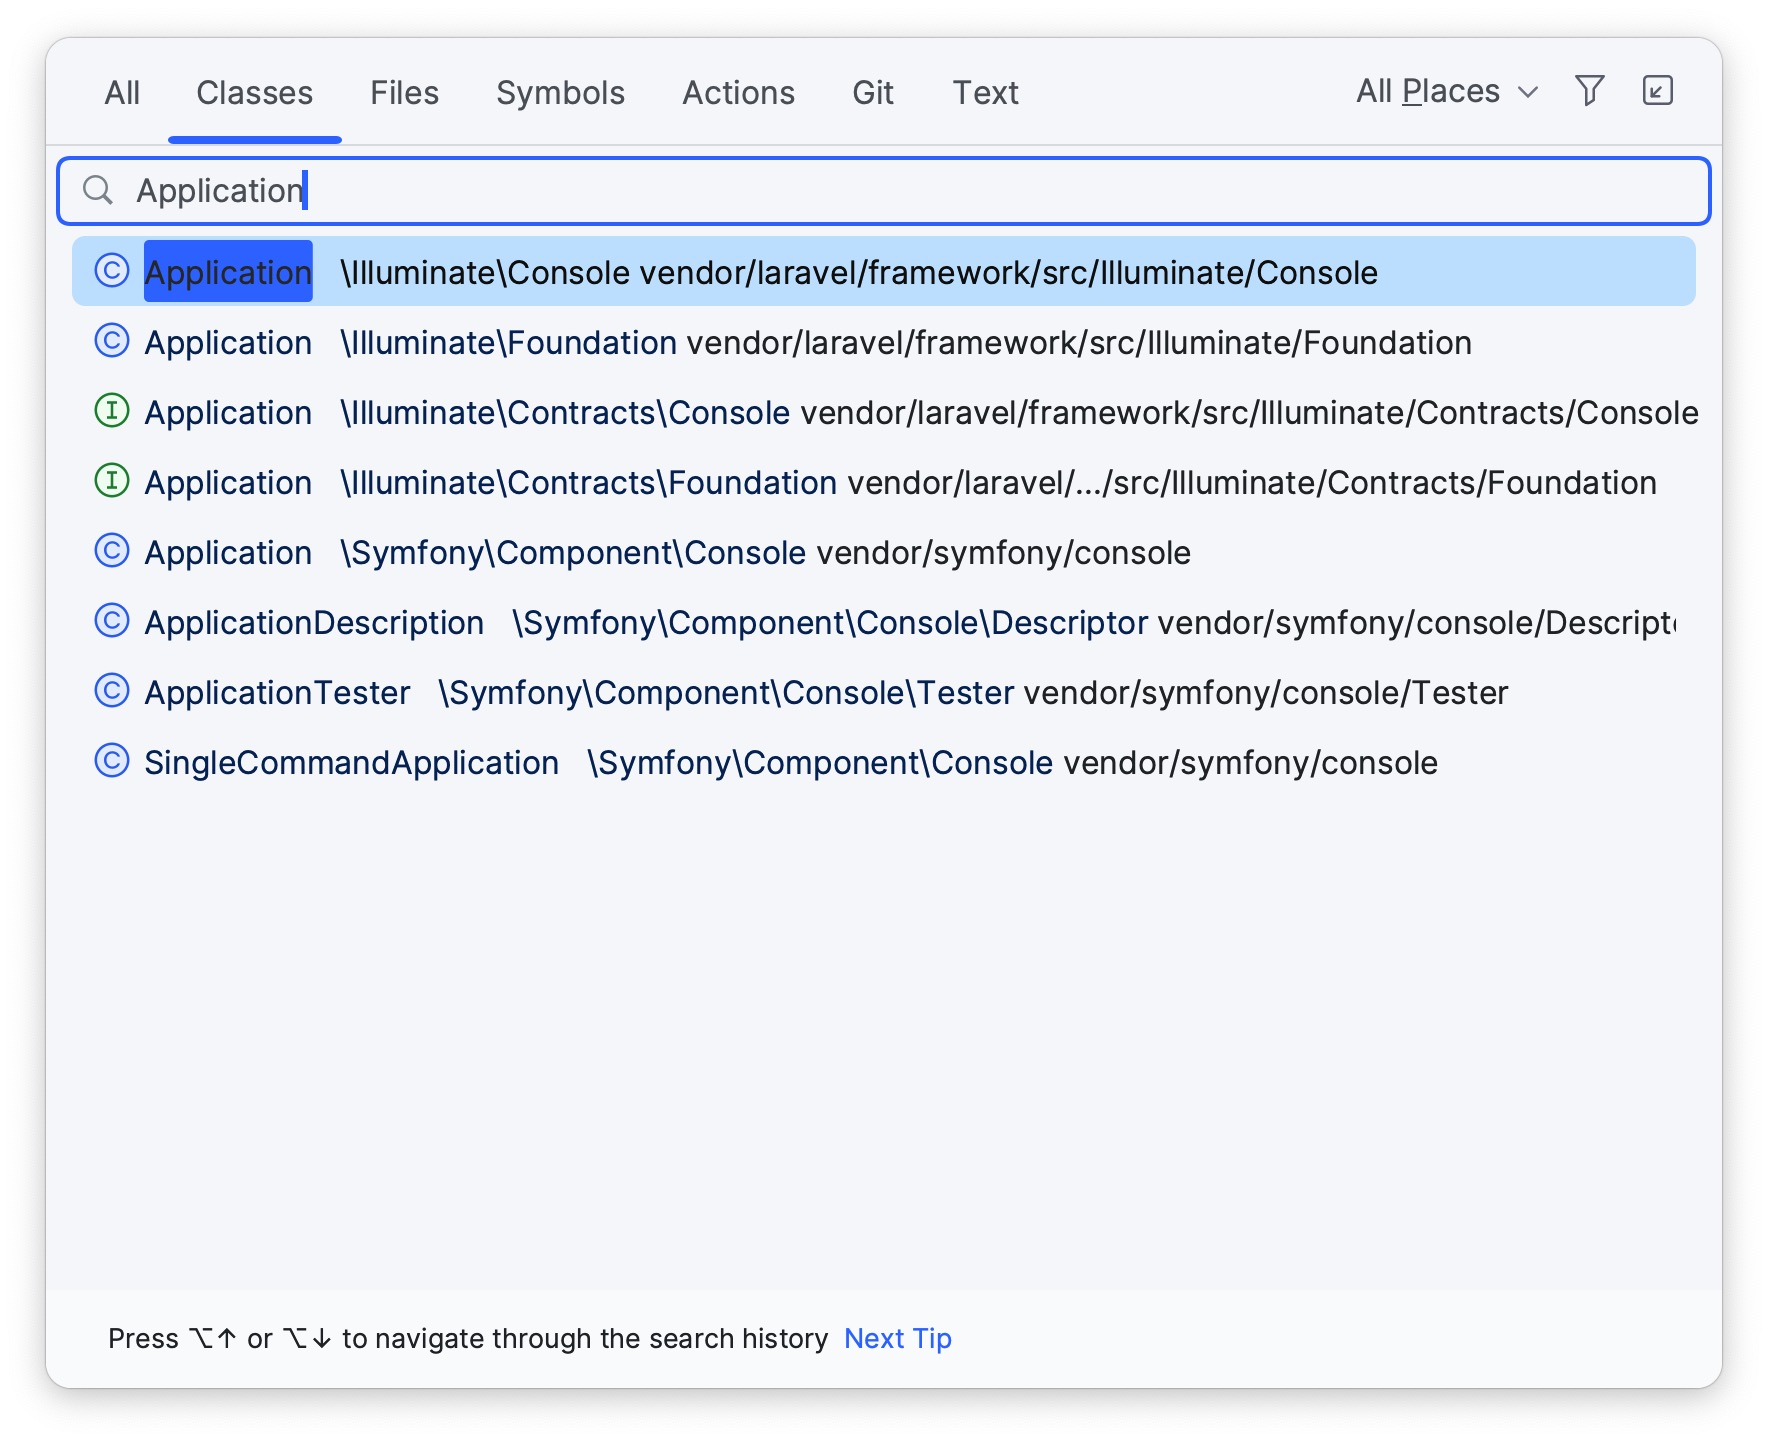 All Classes Files Symbols Actions Git Text All Places
Application
Application \Illuminate\Console vendor/laravel/framework/src/Illuminate/Console
Application \Illuminate\Foundation vendor/laravel/framework/src/Illuminate/Foundation
Application \Illuminate\Contracts\Console vendor/laravel/framework/src/Illuminate/Contracts/Console
Application \Illuminate\Contracts\Foundation vendor/laravel/.../src/Illuminate/Contracts/Foundation
Application \Symfony\Component\Console vendor/symfony/console
ApplicationDescription \Symfony\Component\Console\Descriptor vendor/symfony/console/Descript
ApplicationTester \Symfony\Component\Console\Tester vendor/symfony/console/Tester
SingleCommandApplication \Symfony\Component\Console vendor/symfony/console
Press ⌥↑ or ⌥↓ to navigate through the search history Next Tip